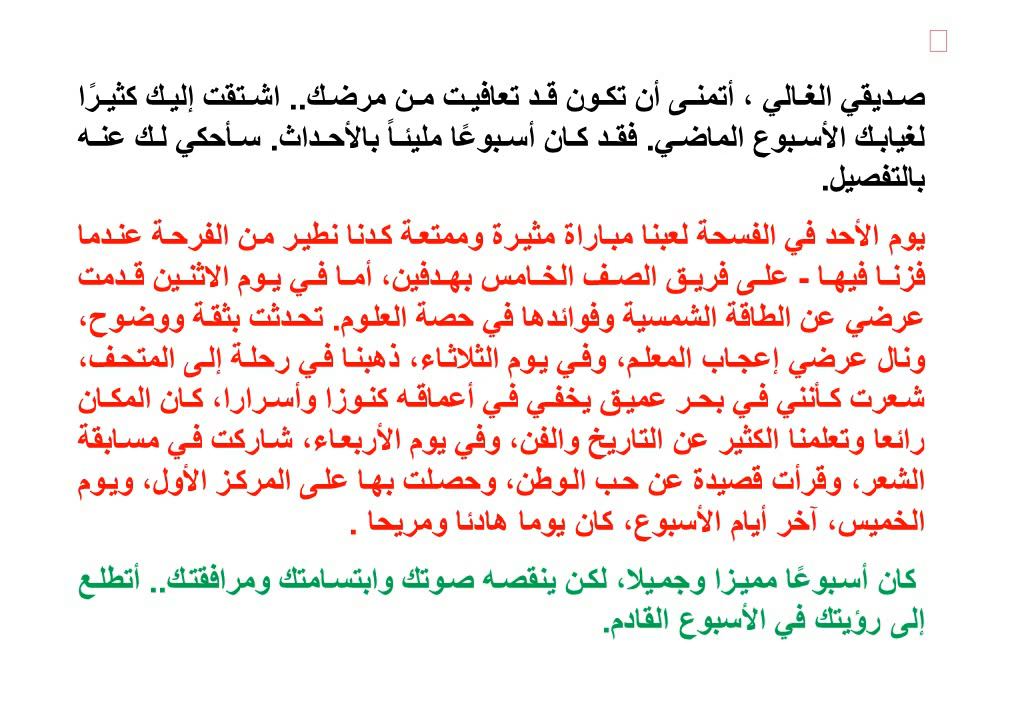 صديقي الغالي ، أتمنى أن تكون قد تعافيت من مرضك.. اشتقت إليك كثيرًا
لغيابك الأسبوع الماضي. فقد كان أسبوعًا مليئاً بالأحداث. سأحكي لك عنه
بالتفصيل.
يوم الأحد في الفسحة لعبنا مباراة مثيرة وممتعة كدنا نطير من الفرحة عندما
فزنا فيها - على فريق الصف الخامس بهدفين، أما في يوم الاثنين قدمت
عرضي عن الطاقة الشمسية وفوائدها في حصة العلوم. تحدثت بثقة ووضوح،
ونال عرضي إعجاب المعلم، وفي يوم الثلاثاء، ذهبنا في رحلة إلى المتحف،
شعرت كأنني في بحر عميق يخفي في أعماقه كنوزا وأسرارا، كان المكان
رائعا وتعلمنا الكثير عن التاريخ والفن، وفي يوم الأربعاء، شاركت في مسابقة
الشعر، وقرأت قصيدة عن حب الوطن، وحصلت بها على المركز الأول، ويوم
الخميس، آخر أيام الأسبوع، كان يوما هادئا ومريحا .
كان أسبوعًا مميزا وجميلا، لكن ينقصه صوتك وابتسامتك ومرافقتك.. أتطلع
إلى رؤيتك في الأسبوع القادم.